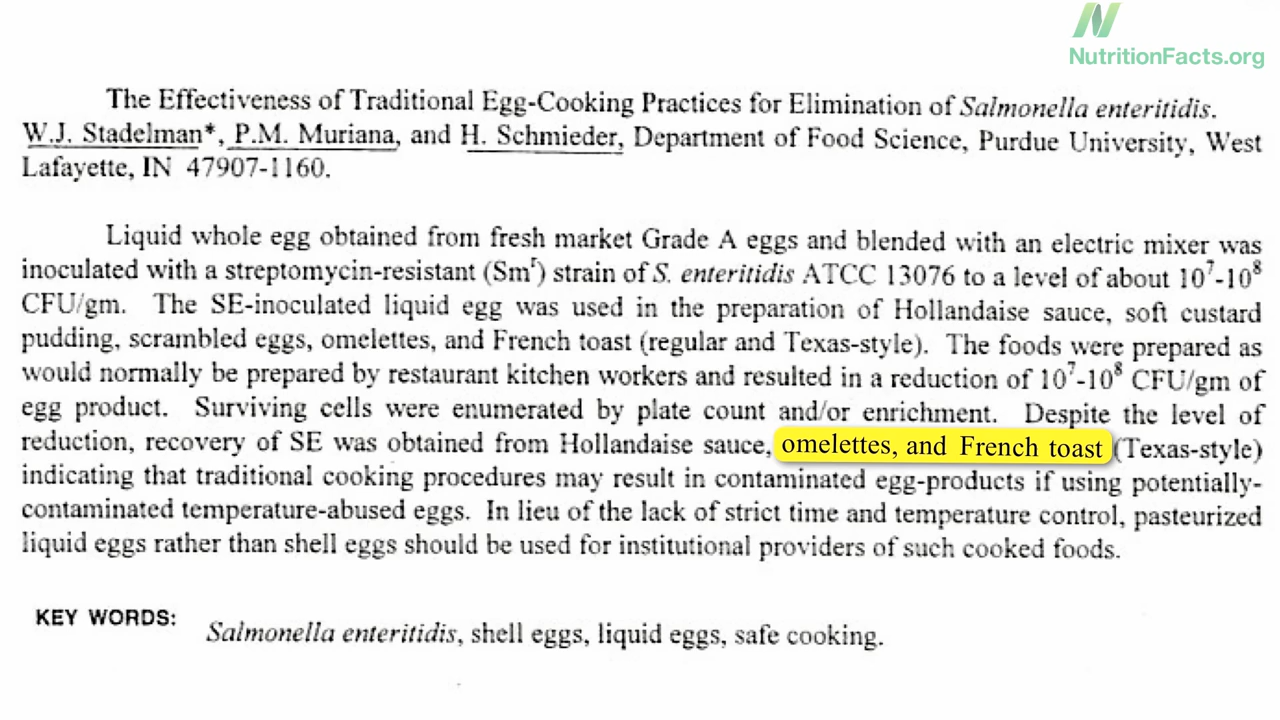 NutritionFacts.org
The Effectiveness of Traditional Egg-Cooking Practices for Elimination of Salmonella enteritidis.
W.J. Stadelman*, P.M. Muriana, and H. Schmieder, Department of Food Science, Purdue University, West
Lafayette, IN 47907-1160.
Liquid whole egg obtained from fresh market Grade A eggs and blended with an electric mixer was
inoculated with a streptomycin-resistant (Smʳ) strain of S. enteritidis ATCC 13076 to a level of about 10⁷-10⁸
CFU/gm. The SE-inoculated liquid egg was used in the preparation of Hollandaise sauce, soft custard
pudding, scrambled eggs, omelettes, and French toast (regular and Texas-style). The foods were prepared as
would normally be prepared by restaurant kitchen workers and resulted in a reduction of 10⁷-10⁸ CFU/gm of
egg product. Surviving cells were enumerated by plate count and/or enrichment. Despite the level of
reduction, recovery of SE was obtained from Hollandaise sauce, omelettes, and French toast (Texas-style)
indicating that traditional cooking procedures may result in contaminated egg-products if using potentially-
contaminated temperature-abused eggs. In lieu of the lack of strict time and temperature control, pasteurized
liquid eggs rather than shell eggs should be used for institutional providers of such cooked foods.
KEY WORDS:
Salmonella enteritidis, shell eggs, liquid eggs, safe cooking.